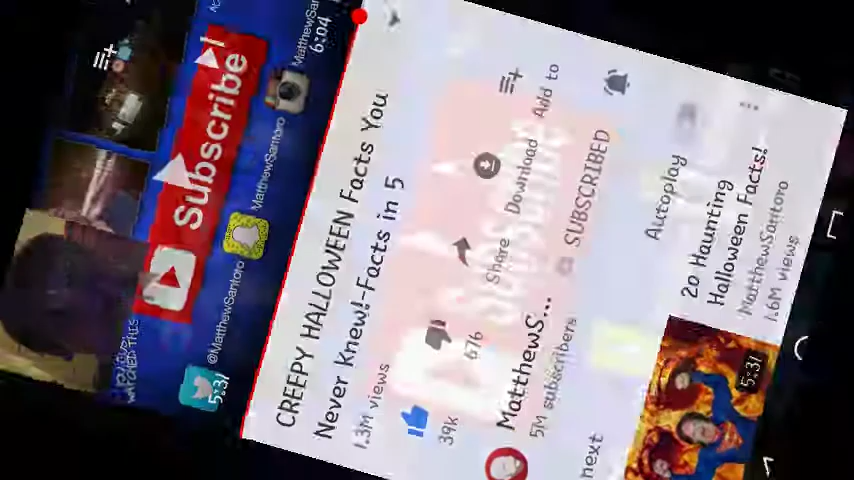 Subscribe
MatthewSantoro
MatthewSantoro
@MatthewSantoro
5:31
6:04
CREEPY HALLOWEEN Facts You
Never Knew!-Facts in 5
1.3M views
39K
676
Share
Download
Add to
MatthewS...
5M subscribers
SUBSCRIBED
next
Autoplay
20 Haunting
Halloween Facts!
MatthewSantoro
1.6M views
5:31